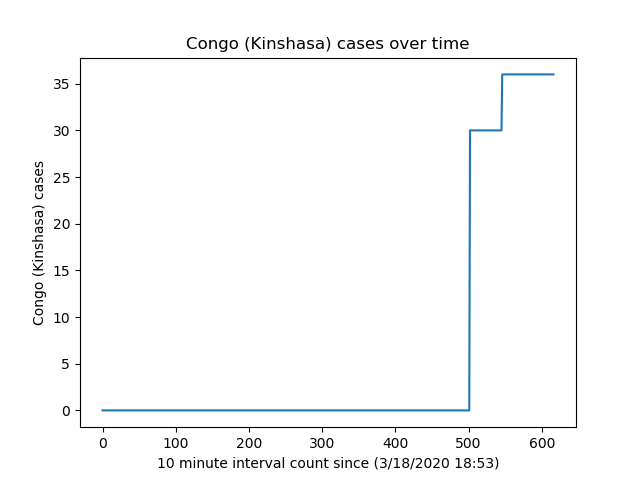 Congo (Kinshasa) cases over time
Congo (Kinshasa) cases
35
30
25
20
15
10
5
0
0 100 200 300 400 500 600
10 minute interval count since (3/18/2020 18:53)